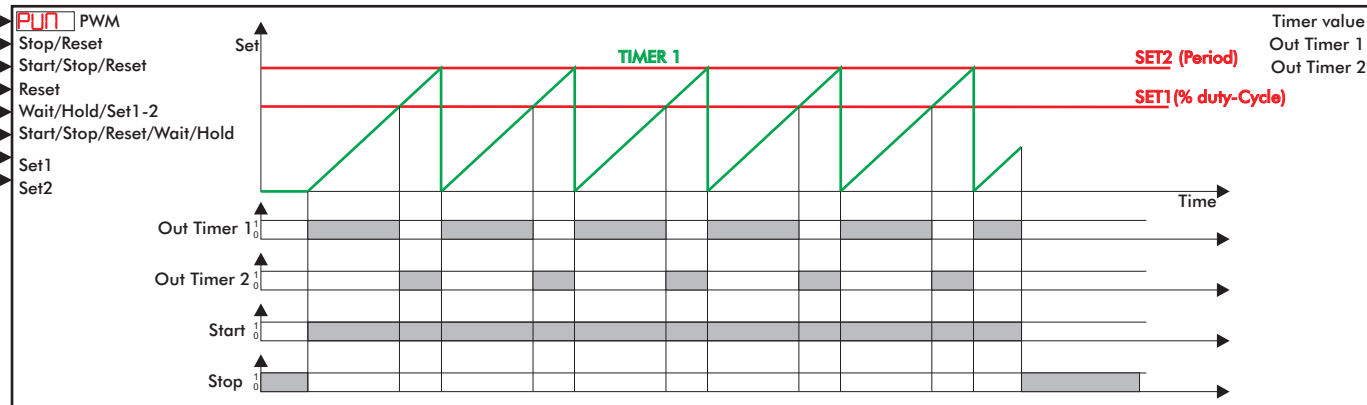 PUN PWM
Stop/Reset
Start/Stop/Reset
Reset
Wait/Hold/Set1-2
Start/Stop/Reset/Wait/Hold
Set1
Set2
Set
TIMER 1
SET2 (Period)
SET1(% duty-Cycle)
Time
Timer value
Out Timer 1
Out Timer 2
Out Timer 1 1
0
Out Timer 2 1
0
Start 1
0
Stop 1
0